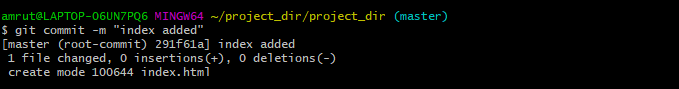 amrut@LAPTOP-O6UN7PQ6 MINGW64 ~/project_dir/project_dir (master)
$ git commit -m "index added"
[master (root-commit) 291f61a] index added
 1 file changed, 0 insertions(+), 0 deletions(-)
 create mode 100644 index.html